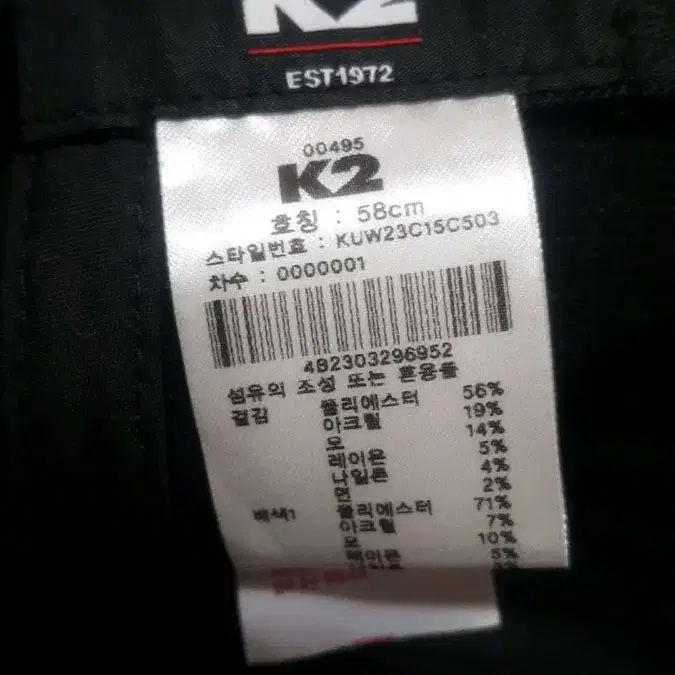 K2
EST1972
00495
K2
호칭 : 58cm
스타일번호 : KUW23C15C503
차수 : 0000001
4B2303296952
섬유의 조성 또는 혼용률
겉감 폴리에스터 56%
아크릴 19%
모 14%
레이온 5%
나일론 4%
면 2%
배색1 폴리에스터 71%
아크릴 7%
모 10%
레이온 5%